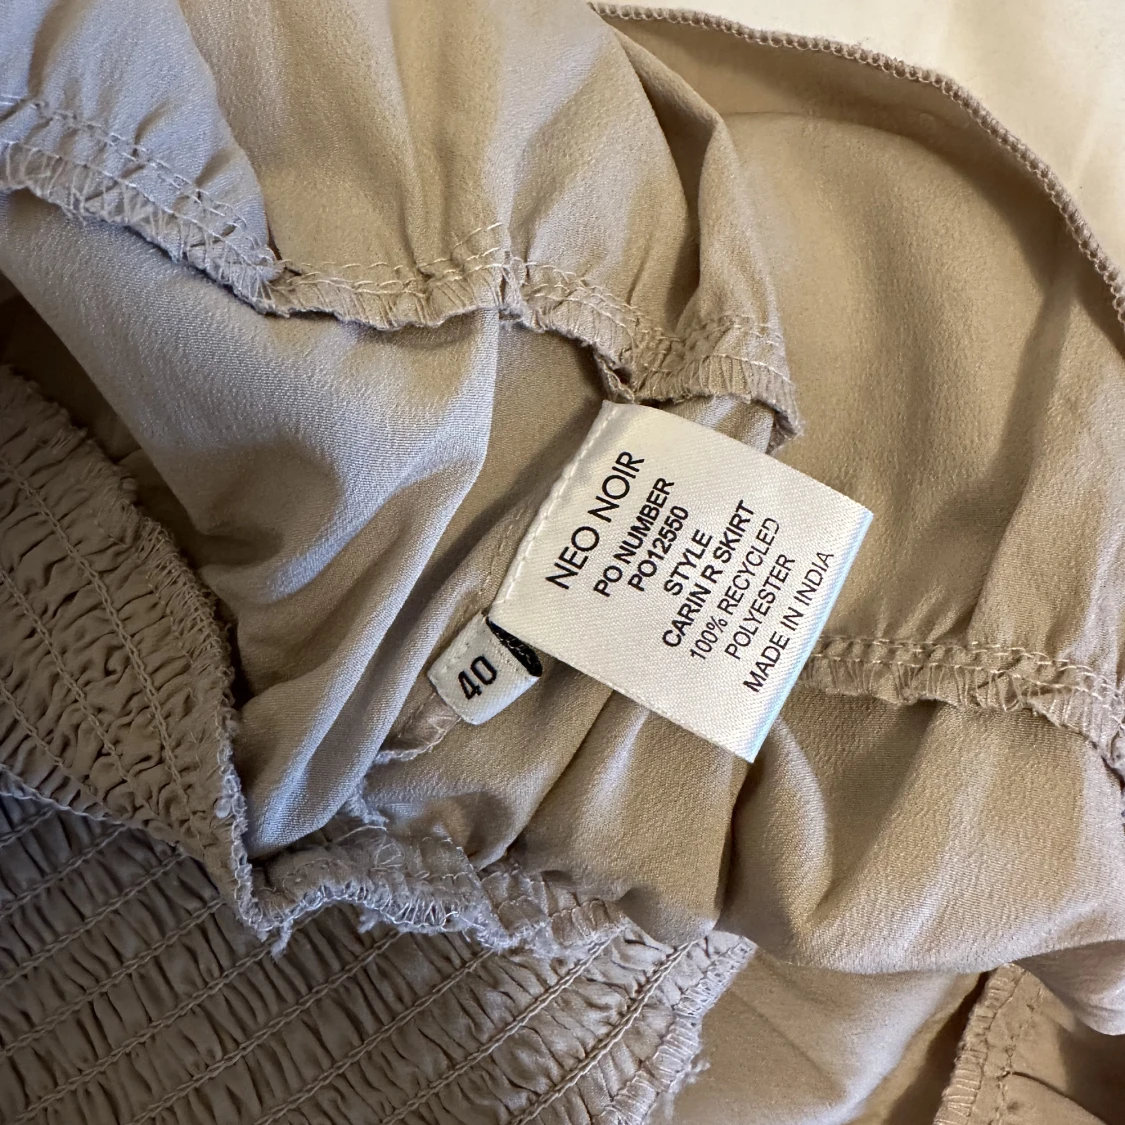 NEO NOIR
PO NUMBER
PO12550
STYLE
CARIN R SKIRT
100% RECYCLED
POLYESTER
MADE IN INDIA
40